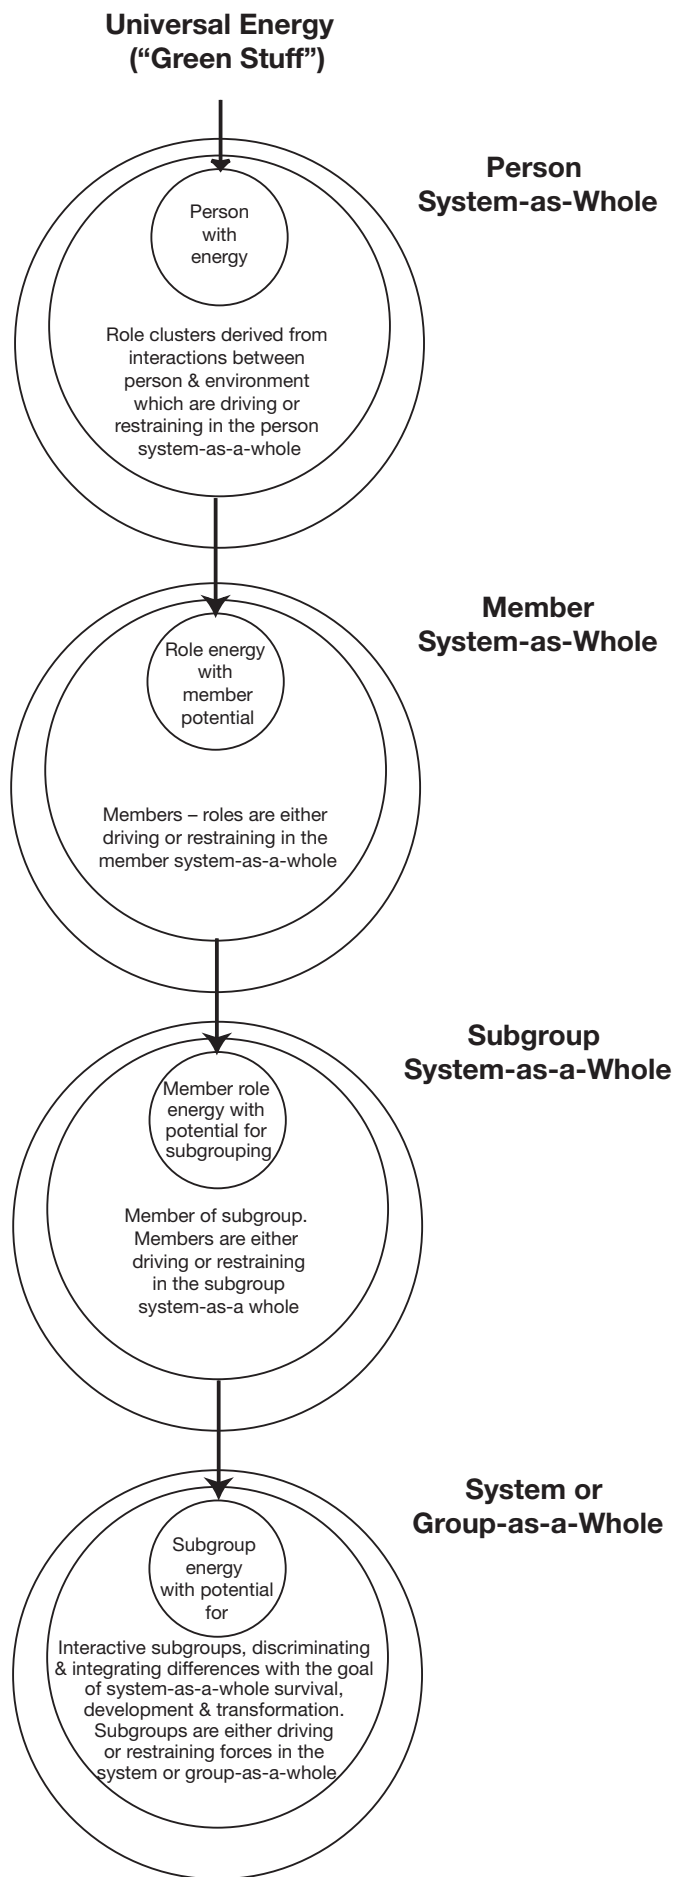 Universal Energy
(“Green Stuff”)
Person
System-as-Whole
Person
with
energy
Role clusters derived from
interactions between
person & environment
which are driving or
restraining in the person
system-as-a-whole
Member
System-as-Whole
Role energy
with
member
potential
Members – roles are either
driving or restraining in the
member system-as-a-whole
Subgroup
System-as-a-Whole
Member role
energy with
potential for
subgrouping
Member of subgroup.
Members are either
driving or restraining
in the subgroup
system-as-a whole
System or
Group-as-a-Whole
Subgroup
energy
with potential
for
Interactive subgroups, discriminating
& integrating differences with the goal
of system-as-a-whole survival,
development & transformation.
Subgroups are either driving
or restraining forces in the
system or group-as-a-whole